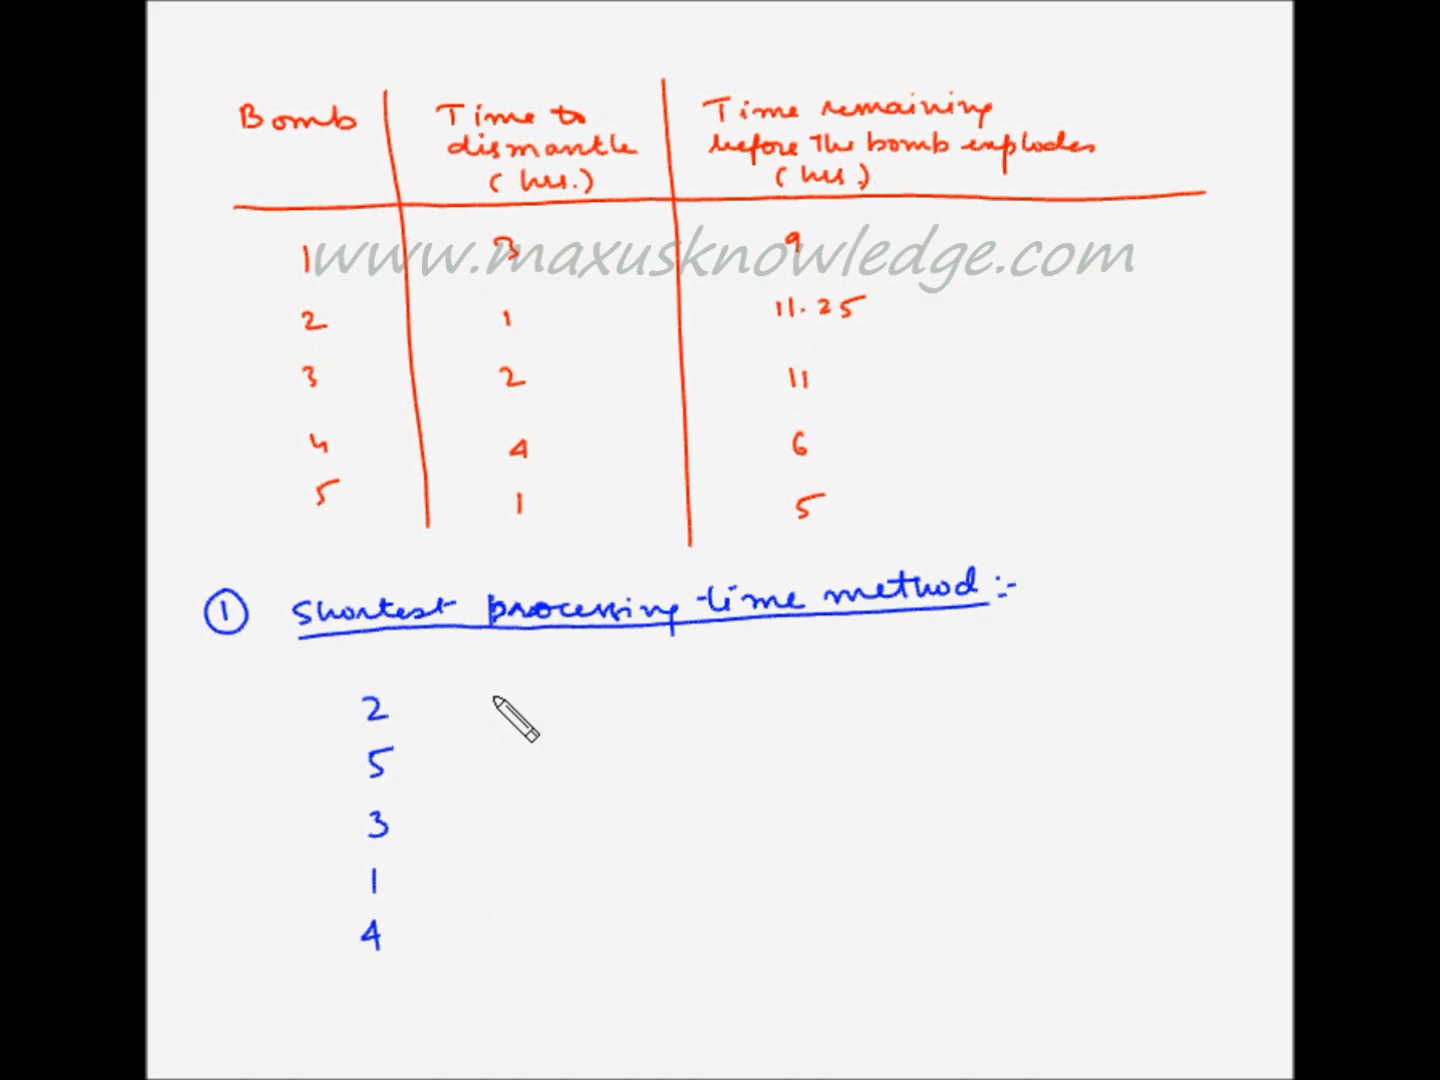 Bomb Time to dismantle (hrs.) Time remaining before the bomb explodes (hrs.)
www.maxusknowledge.com
1 3 9
2 1 11.25
3 2 11
4 4 6
5 1 5
① Shortest processing time method :-
2
5
3
1
4